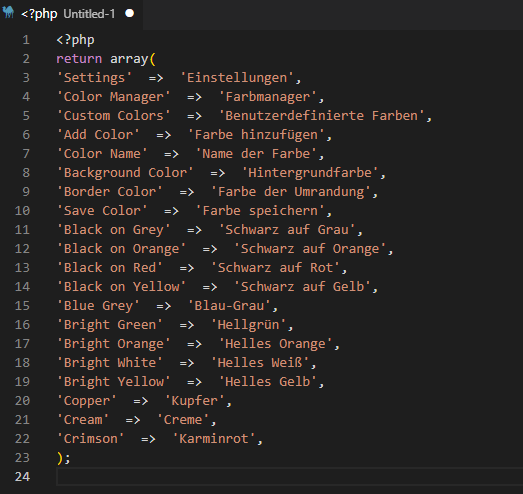 <?php Untitled-1
1 <?php
2 return array(
3 'Settings'  =>  'Einstellungen',
4 'Color Manager'  =>  'Farbmanager',
5 'Custom Colors'  =>  'Benutzerdefinierte Farben',
6 'Add Color'  =>  'Farbe hinzufügen',
7 'Color Name'  =>  'Name der Farbe',
8 'Background Color'  =>  'Hintergrundfarbe',
9 'Border Color'  =>  'Farbe der Umrandung',
10 'Save Color'  =>  'Farbe speichern',
11 'Black on Grey'  =>  'Schwarz auf Grau',
12 'Black on Orange'  =>  'Schwarz auf Orange',
13 'Black on Red'  =>  'Schwarz auf Rot',
14 'Black on Yellow'  =>  'Schwarz auf Gelb',
15 'Blue Grey'  =>  'Blau-Grau',
16 'Bright Green'  =>  'Hellgrün',
17 'Bright Orange'  =>  'Helles Orange',
18 'Bright White'  =>  'Helles Weiß',
19 'Bright Yellow'  =>  'Helles Gelb',
20 'Copper'  =>  'Kupfer',
21 'Cream'  =>  'Creme',
22 'Crimson'  =>  'Karminrot',
23 );
24